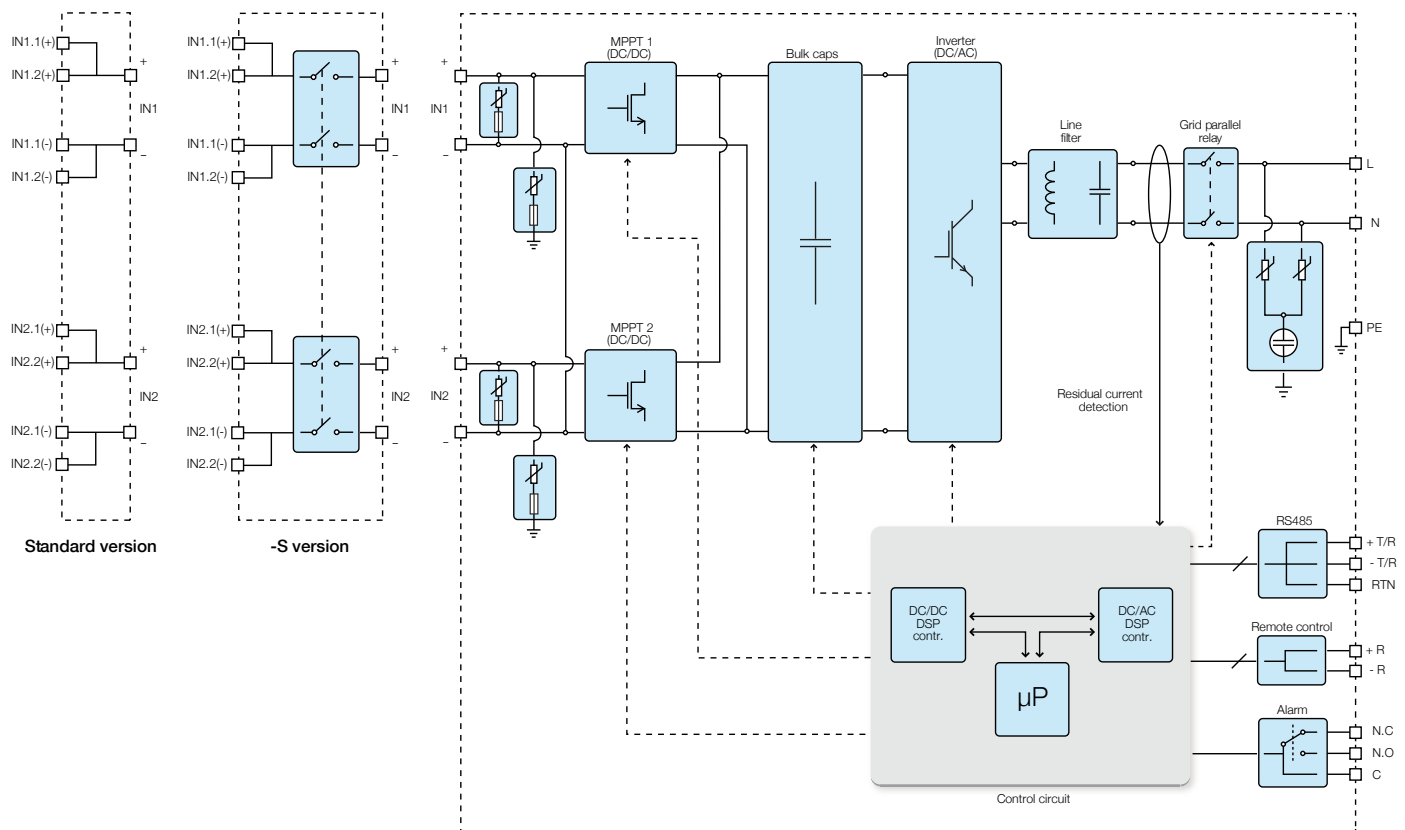 IN1.1(+)
IN1.2(+)
+
IN1
IN1.1(-)
−
IN1.2(-)
IN2.1(+)
+
IN2.2(+)
IN2
IN2.1(-)
−
IN2.2(-)
Standard version
IN1.1(+)
IN1.2(+)
+
IN1
IN1.1(-)
−
IN1.2(-)
IN2.1(+)
+
IN2.2(+)
IN2
IN2.1(-)
−
IN2.2(-)
-S version
+
IN1
−
+
IN2
−
MPPT 1
(DC/DC)
MPPT 2
(DC/DC)
Bulk caps
Inverter
(DC/AC)
Line
filter
Grid parallel
relay
L
N
PE
Residual current
detection
DC/DC
DSP
contr.
DC/AC
DSP
contr.
µP
Control circuit
RS485
+ T/R
- T/R
RTN
Remote control
+ R
- R
Alarm
N.C
N.O
C